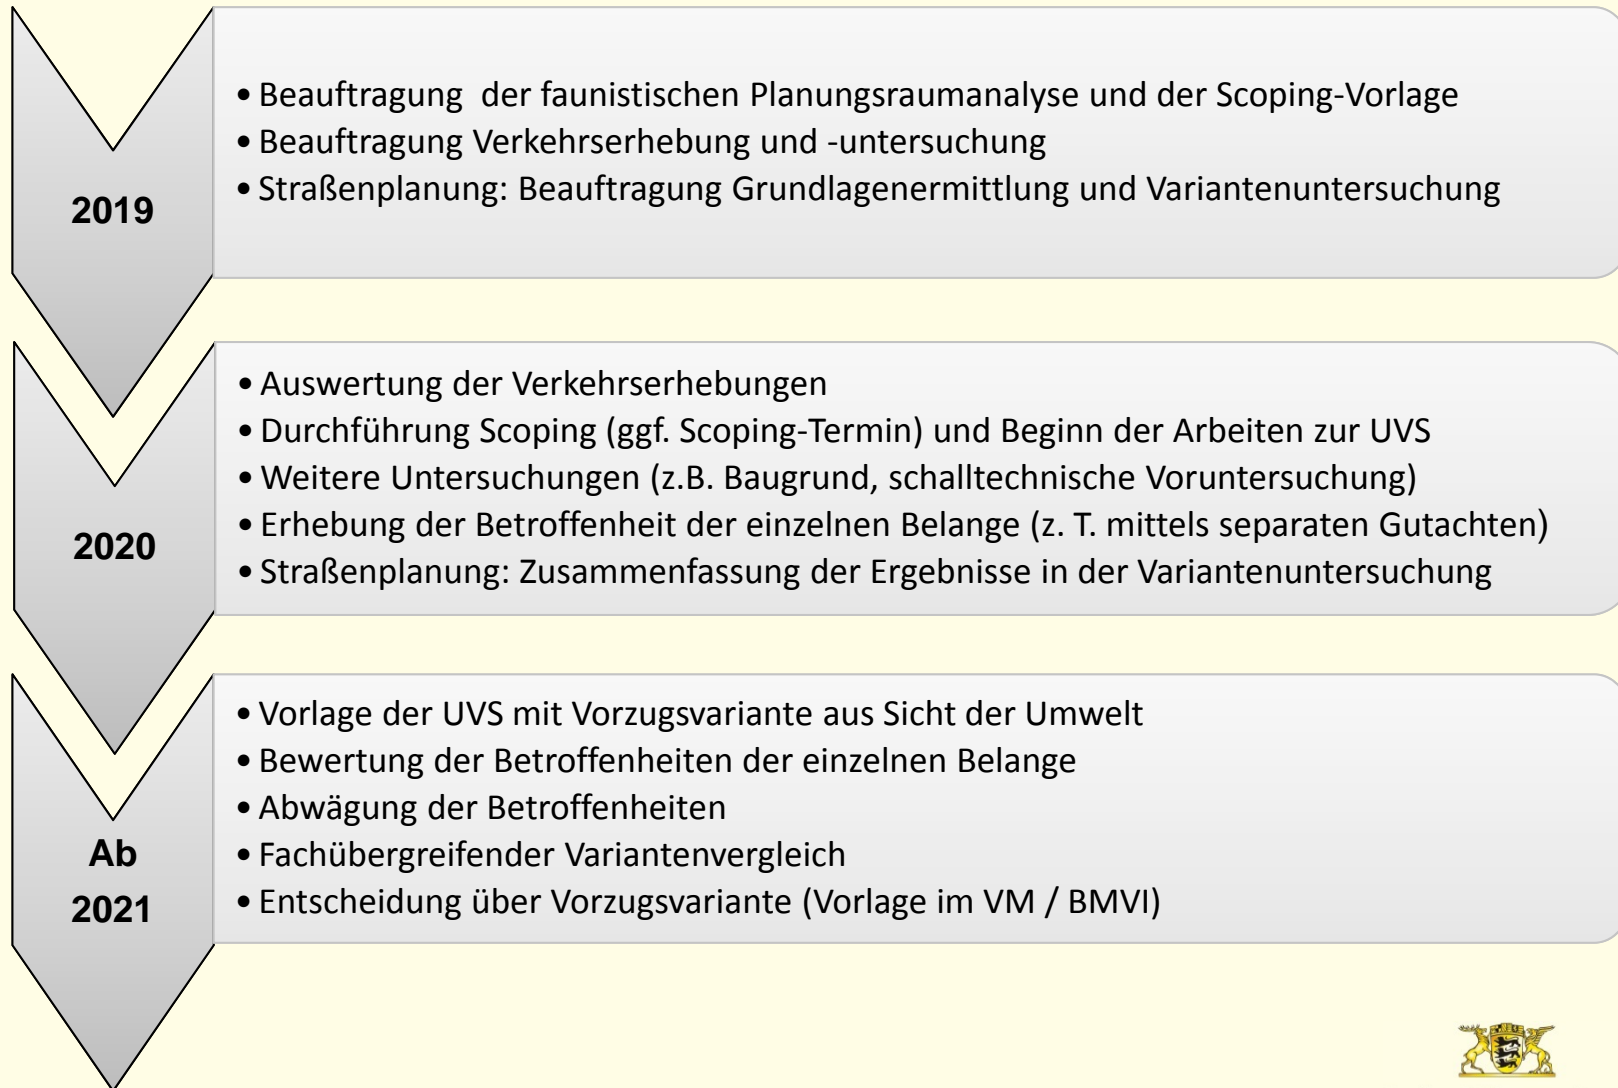 2019
• Beauftragung der faunistischen Planungsraumanalyse und der Scoping-Vorlage
• Beauftragung Verkehrserhebung und -untersuchung
• Straßenplanung: Beauftragung Grundlagenermittlung und Variantenuntersuchung
2020
• Auswertung der Verkehrserhebungen
• Durchführung Scoping (ggf. Scoping-Termin) und Beginn der Arbeiten zur UVS
• Weitere Untersuchungen (z.B. Baugrund, schalltechnische Voruntersuchung)
• Erhebung der Betroffenheit der einzelnen Belange (z. T. mittels separaten Gutachten)
• Straßenplanung: Zusammenfassung der Ergebnisse in der Variantenuntersuchung
Ab
2021
• Vorlage der UVS mit Vorzugsvariante aus Sicht der Umwelt
• Bewertung der Betroffenheiten der einzelnen Belange
• Abwägung der Betroffenheiten
• Fachübergreifender Variantenvergleich
• Entscheidung über Vorzugsvariante (Vorlage im VM / BMVI)